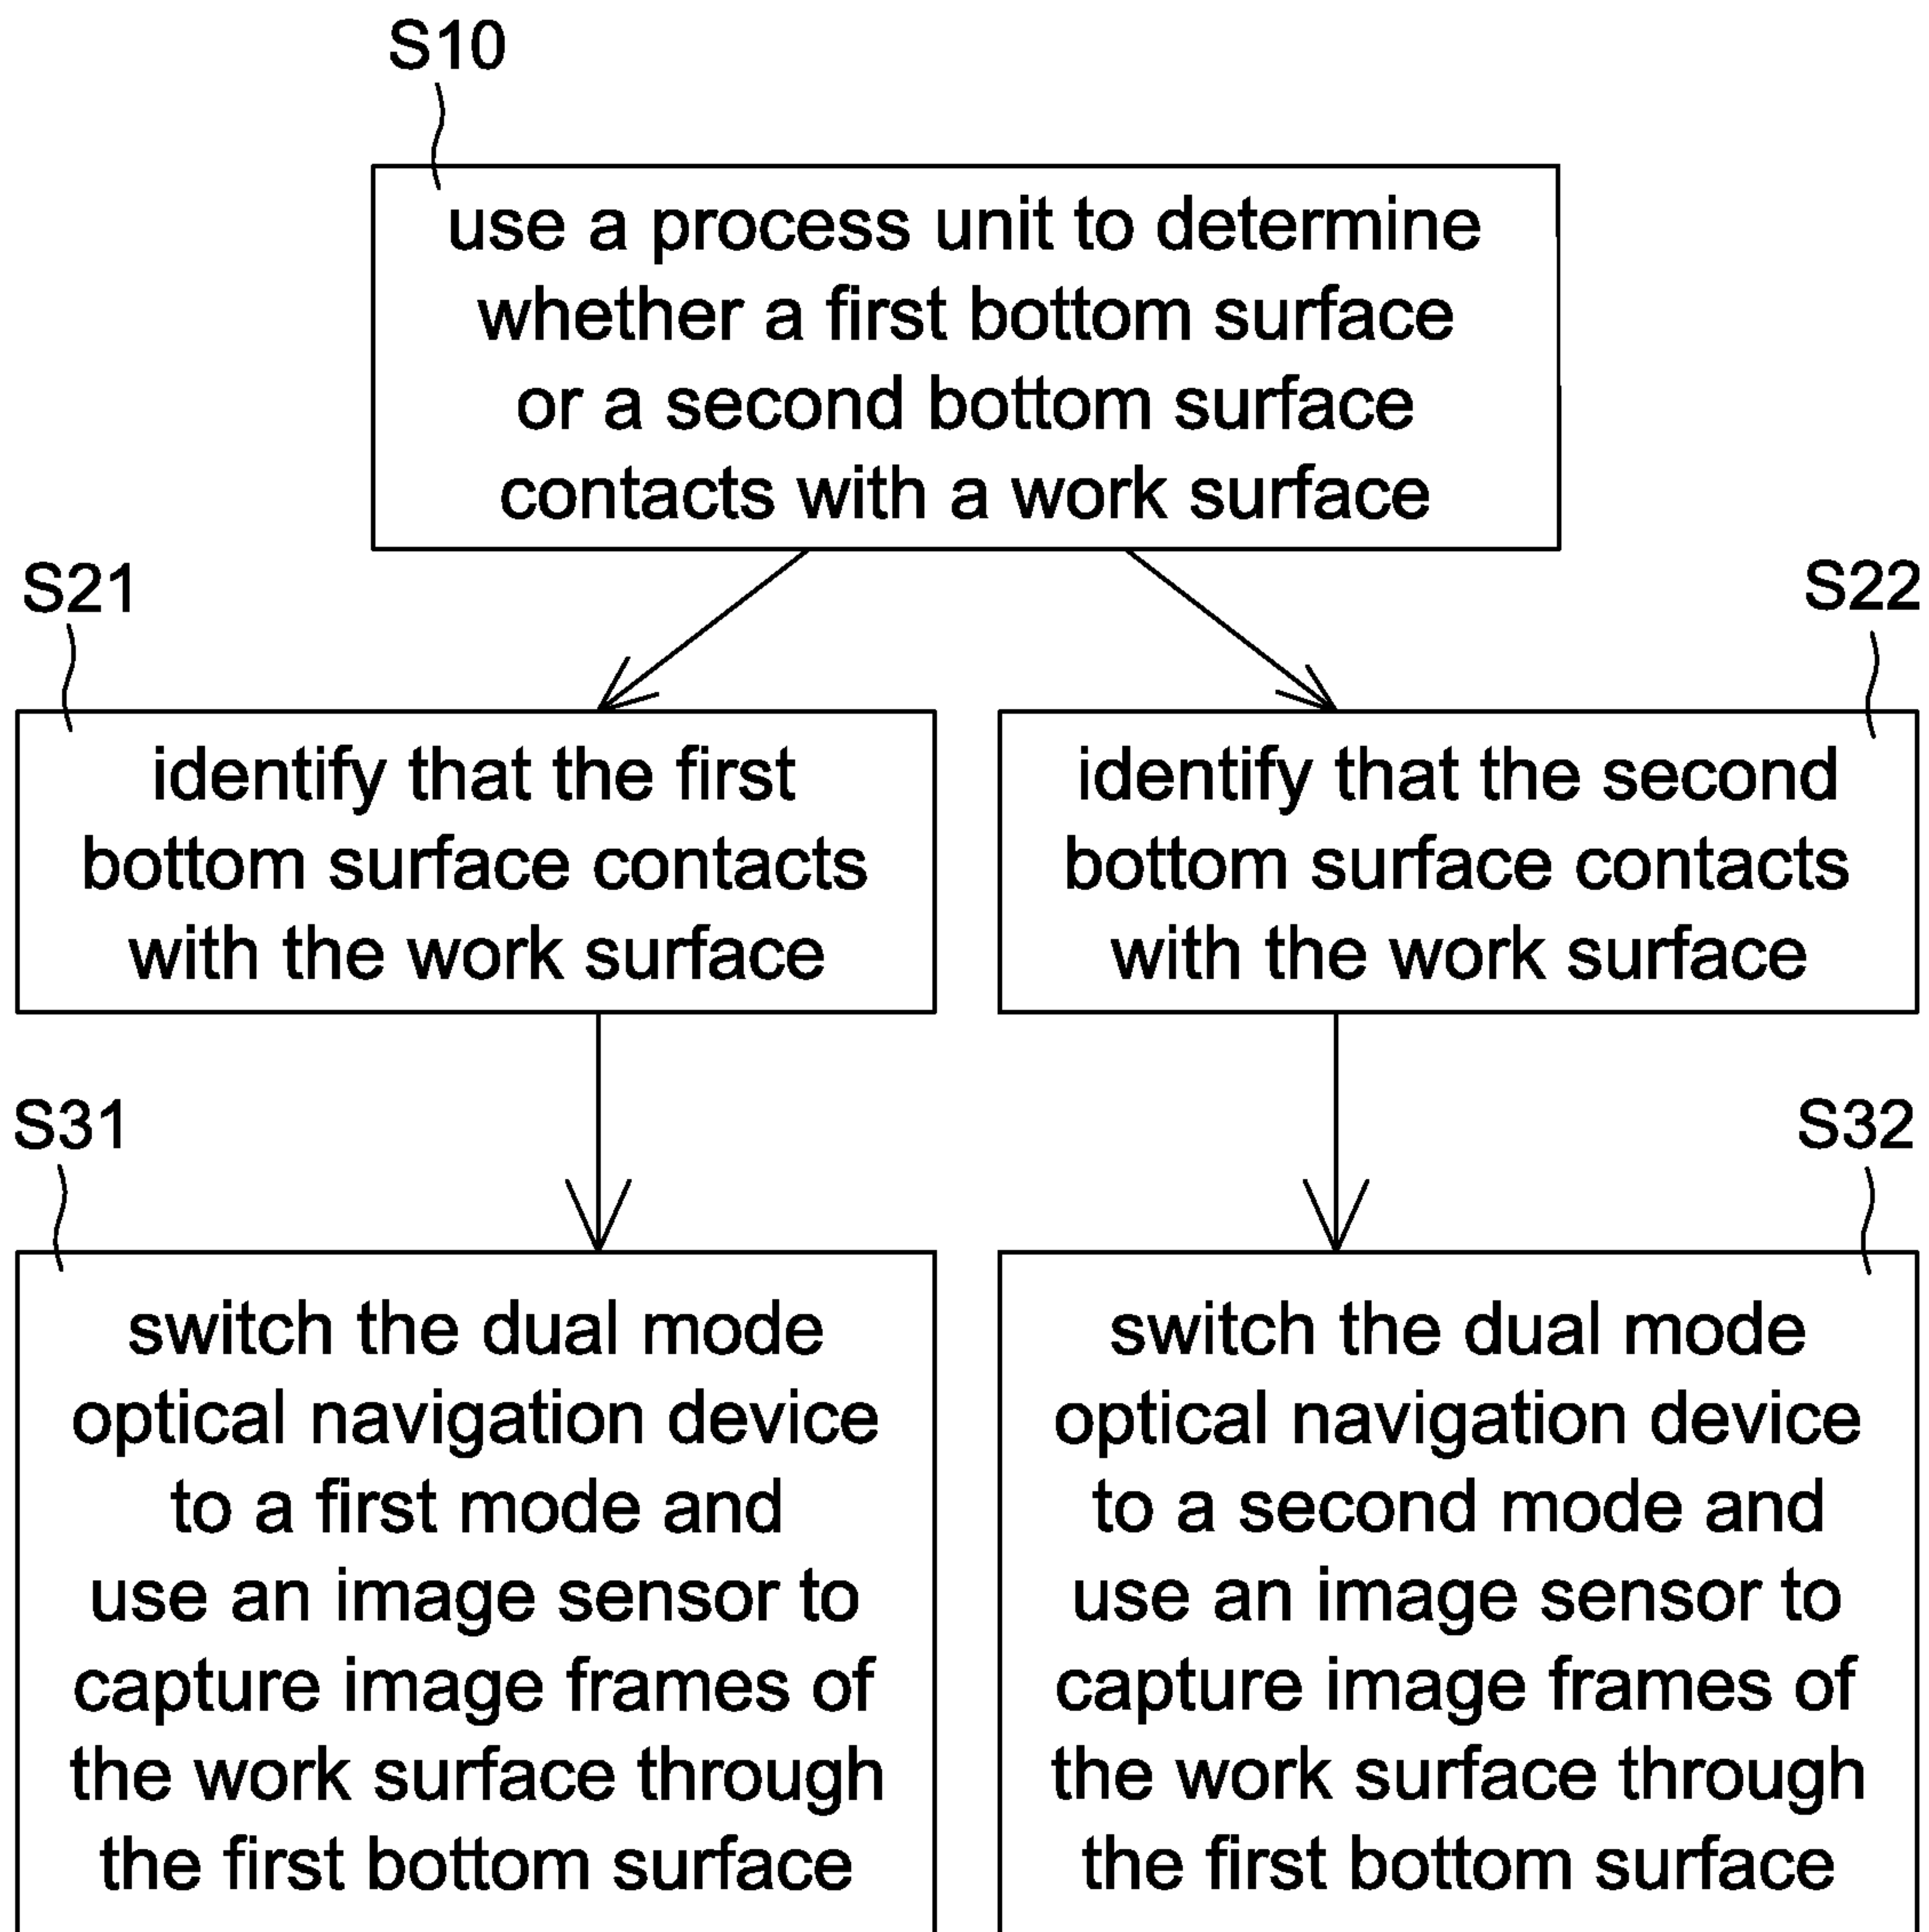 S10
use a process unit to determine
whether a first bottom surface
or a second bottom surface
contacts with a work surface
S21
identify that the first
bottom surface contacts
with the work surface
S22
identify that the second
bottom surface contacts
with the work surface
S31
switch the dual mode
optical navigation device
to a first mode and
use an image sensor to
capture image frames of
the work surface through
the first bottom surface
S32
switch the dual mode
optical navigation device
to a second mode and
use an image sensor to
capture image frames of
the work surface through
the first bottom surface